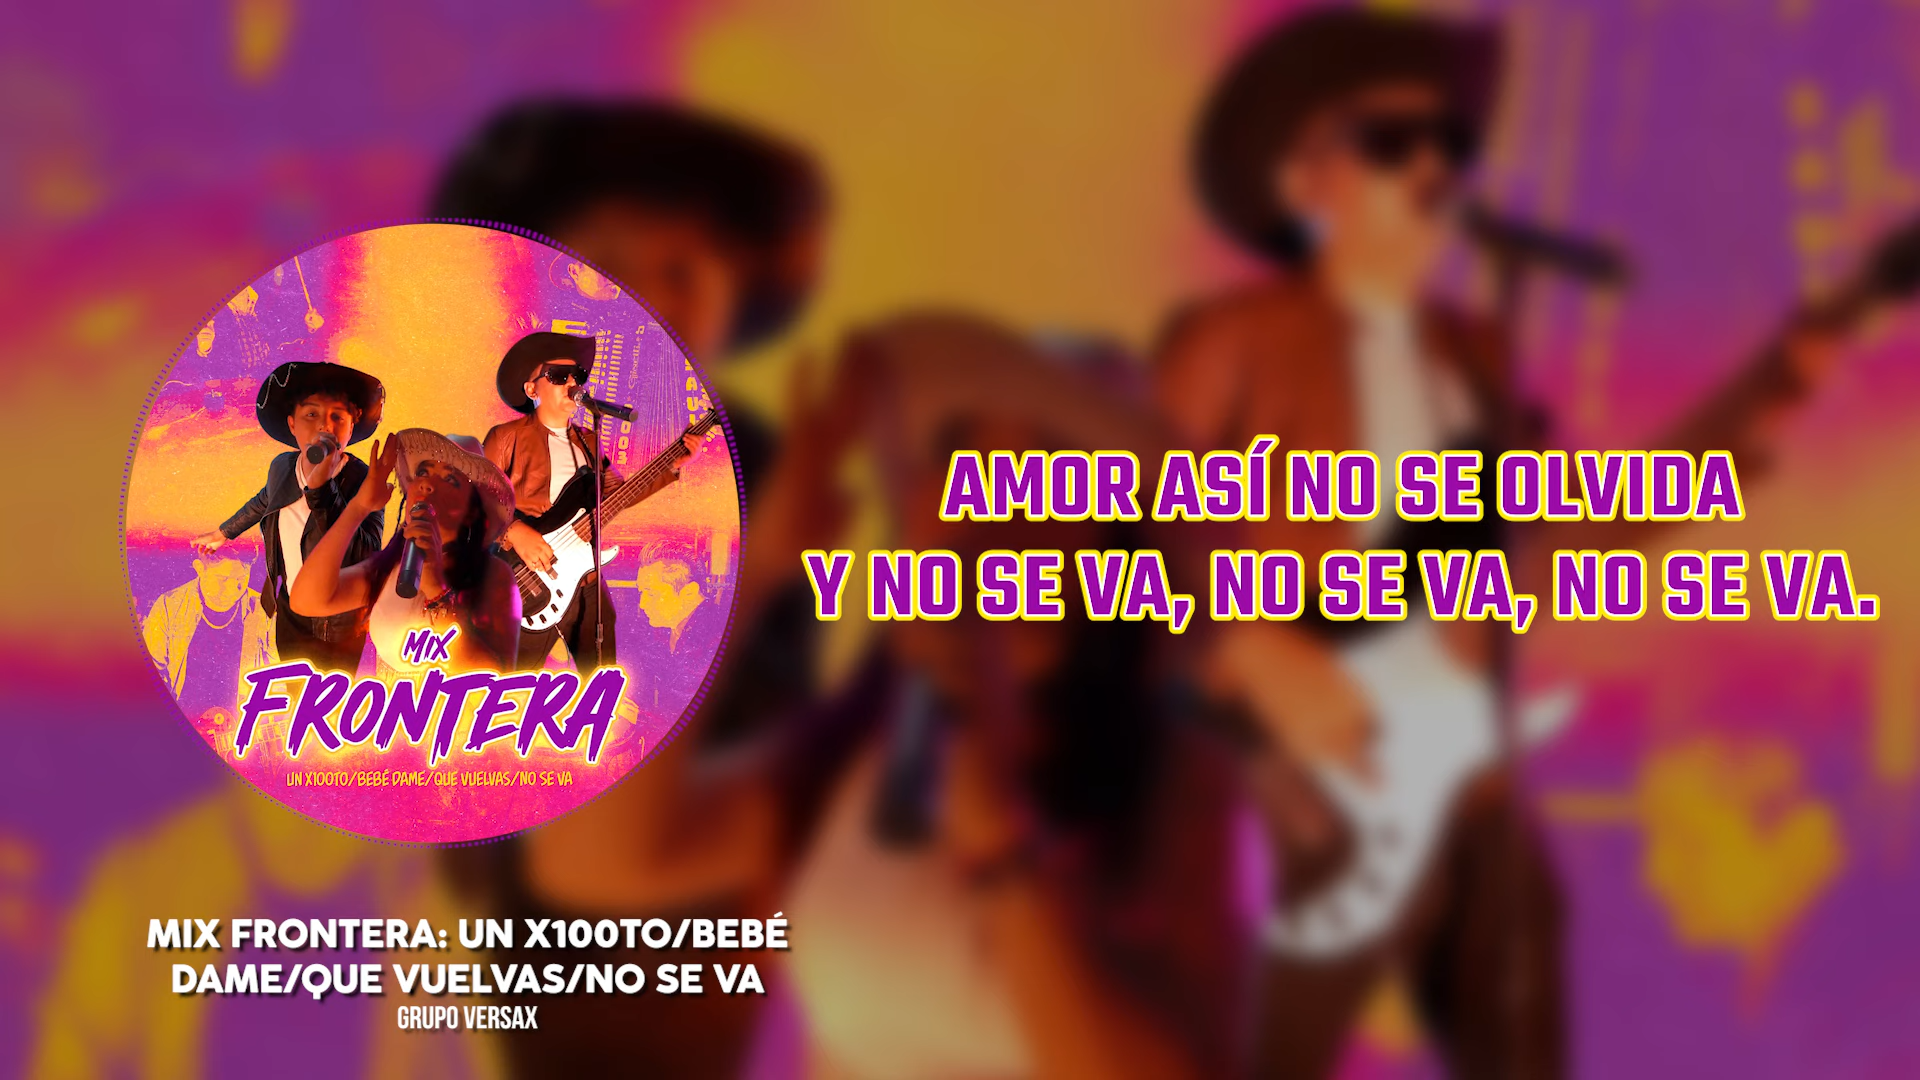 AMOR ASÍ NO SE OLVIDA
Y NO SE VA, NO SE VA, NO SE VA.
MIX
FRONTERA
UN X100TO/BEBÉ DAME/QUE VUELVAS/NO SE VA
MIX FRONTERA: UN X100TO/BEBÉ
DAME/QUE VUELVAS/NO SE VA
GRUPO VERSAX